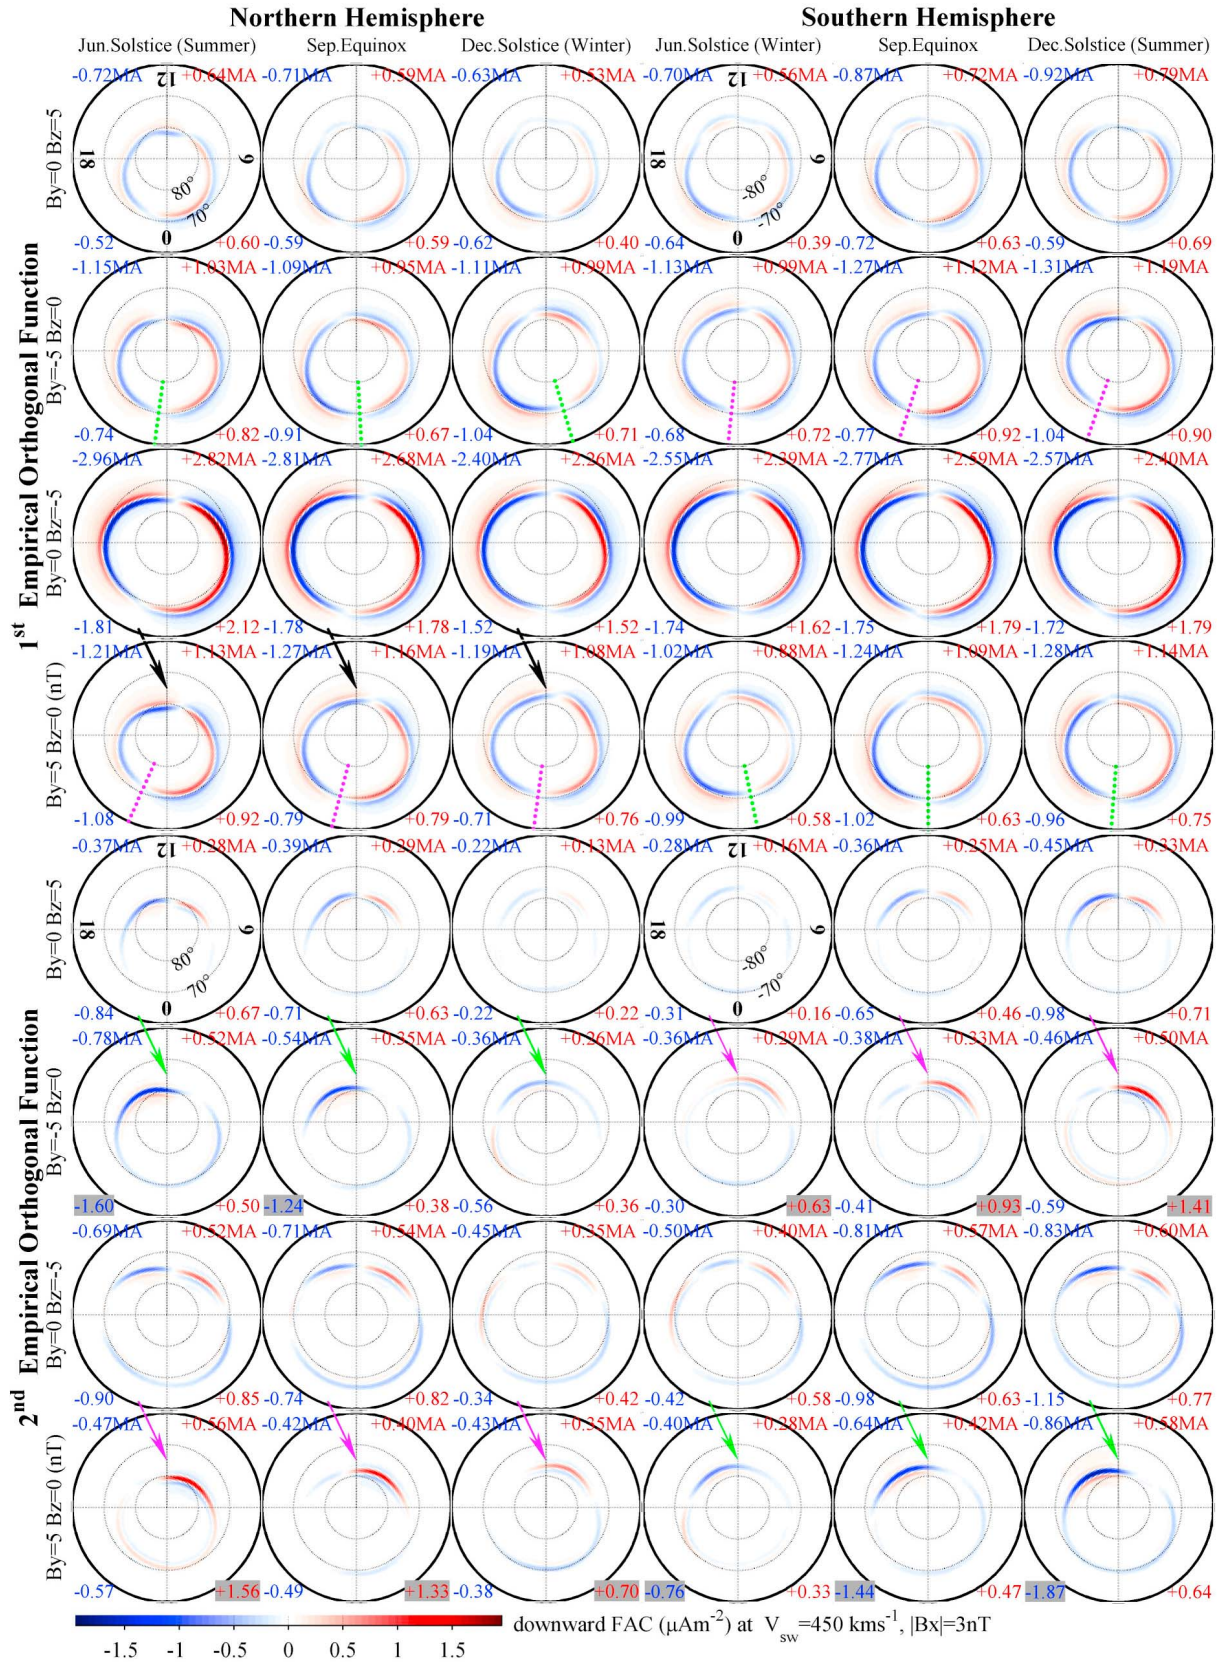 Northern Hemisphere Southern Hemisphere
Jun.Solstice (Summer) Sep.Equinox Dec.Solstice (Winter) Jun.Solstice (Winter) Sep.Equinox Dec.Solstice (Summer)
1st Empirical Orthogonal Function
By=0 Bz=5
-0.72MA +0.64MA -0.71MA +0.59MA -0.63MA +0.53MA -0.70MA +0.56MA -0.87MA +0.72MA -0.92MA +0.79MA
12 12
18 6 18 6
80° -80°
70° -70°
0 0
-0.52 +0.60 -0.59 +0.59 -0.62 +0.40 -0.64 +0.39 -0.72 +0.63 -0.59 +0.69
By=-5 Bz=0
-1.15MA +1.03MA -1.09MA +0.95MA -1.11MA +0.99MA -1.13MA +0.99MA -1.27MA +1.12MA -1.31MA +1.19MA
-0.74 +0.82 -0.91 +0.67 -1.04 +0.71 -0.68 +0.72 -0.77 +0.92 -1.04 +0.90
By=0 Bz=-5
-2.96MA +2.82MA -2.81MA +2.68MA -2.40MA +2.26MA -2.55MA +2.39MA -2.77MA +2.59MA -2.57MA +2.40MA
-1.81 +2.12 -1.78 +1.78 -1.52 +1.52 -1.74 +1.62 -1.75 +1.79 -1.72 +1.79
By=5 Bz=0 (nT)
-1.21MA +1.13MA -1.27MA +1.16MA -1.19MA +1.08MA -1.02MA +0.88MA -1.24MA +1.09MA -1.28MA +1.14MA
-1.08 +0.92 -0.79 +0.79 -0.71 +0.76 -0.99 +0.58 -1.02 +0.63 -0.96 +0.75
2nd Empirical Orthogonal Function
By=0 Bz=5
-0.37MA +0.28MA -0.39MA +0.29MA -0.22MA +0.13MA -0.28MA +0.16MA -0.36MA +0.25MA -0.45MA +0.33MA
12 12
18 6 18 6
80° -80°
70° -70°
0 0
-0.84 +0.67 -0.71 +0.63 -0.22 +0.22 -0.31 +0.16 -0.65 +0.46 -0.98 +0.71
By=-5 Bz=0
-0.78MA +0.52MA -0.54MA +0.35MA -0.36MA +0.26MA -0.36MA +0.29MA -0.38MA +0.33MA -0.46MA +0.50MA
-1.60 +0.50 -1.24 +0.38 -0.56 +0.36 -0.30 +0.63 -0.41 +0.93 -0.59 +1.41
By=0 Bz=-5
-0.69MA +0.52MA -0.71MA +0.54MA -0.45MA +0.35MA -0.50MA +0.40MA -0.81MA +0.57MA -0.83MA +0.60MA
-0.90 +0.85 -0.74 +0.82 -0.34 +0.42 -0.42 +0.58 -0.98 +0.63 -1.15 +0.77
By=5 Bz=0 (nT)
-0.47MA +0.56MA -0.42MA +0.40MA -0.43MA +0.35MA -0.40MA +0.28MA -0.64MA +0.42MA -0.86MA +0.58MA
-0.57 +1.56 -0.49 +1.33 -0.38 +0.70 -0.76 +0.33 -1.44 +0.47 -1.87 +0.64
downward FAC (μAm-2) at Vsw=450 kms-1, |Bx|=3nT
-1.5 -1 -0.5 0 0.5 1 1.5